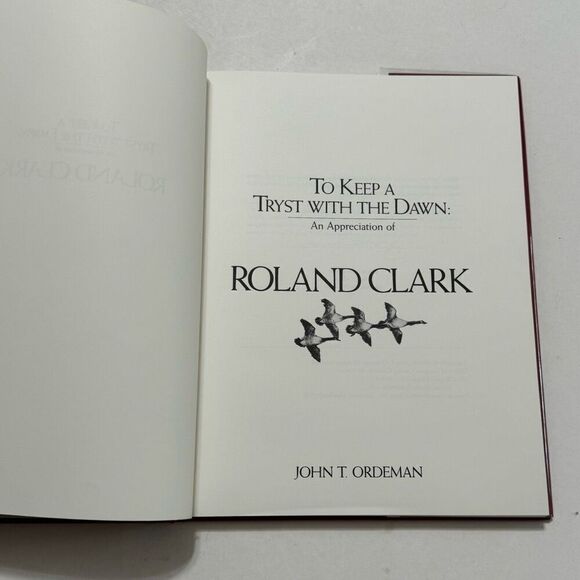 TO KEEP A
TRYST WITH THE DAWN:
An Appreciation of
ROLAND CLARK
JOHN T. ORDEMAN